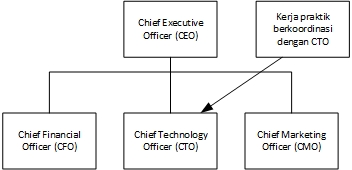 Chief Executive
Officer (CEO)
Kerja praktik
berkoordinasi
dengan CTO
Chief Financial
Officer (CFO)
Chief Technology
Officer (CTO)
Chief Marketing
Officer (CMO)